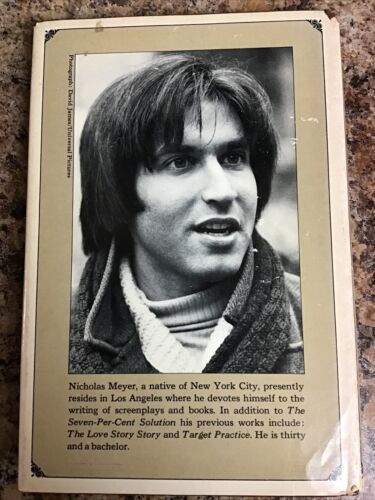 Photograph: David James/Universal Pictures
Nicholas Meyer, a native of New York City, presently
resides in Los Angeles where he devotes himself to the
writing of screenplays and books. In addition to The
Seven-Per-Cent Solution his previous works include:
The Love Story Story and Target Practice. He is thirty
and a bachelor.